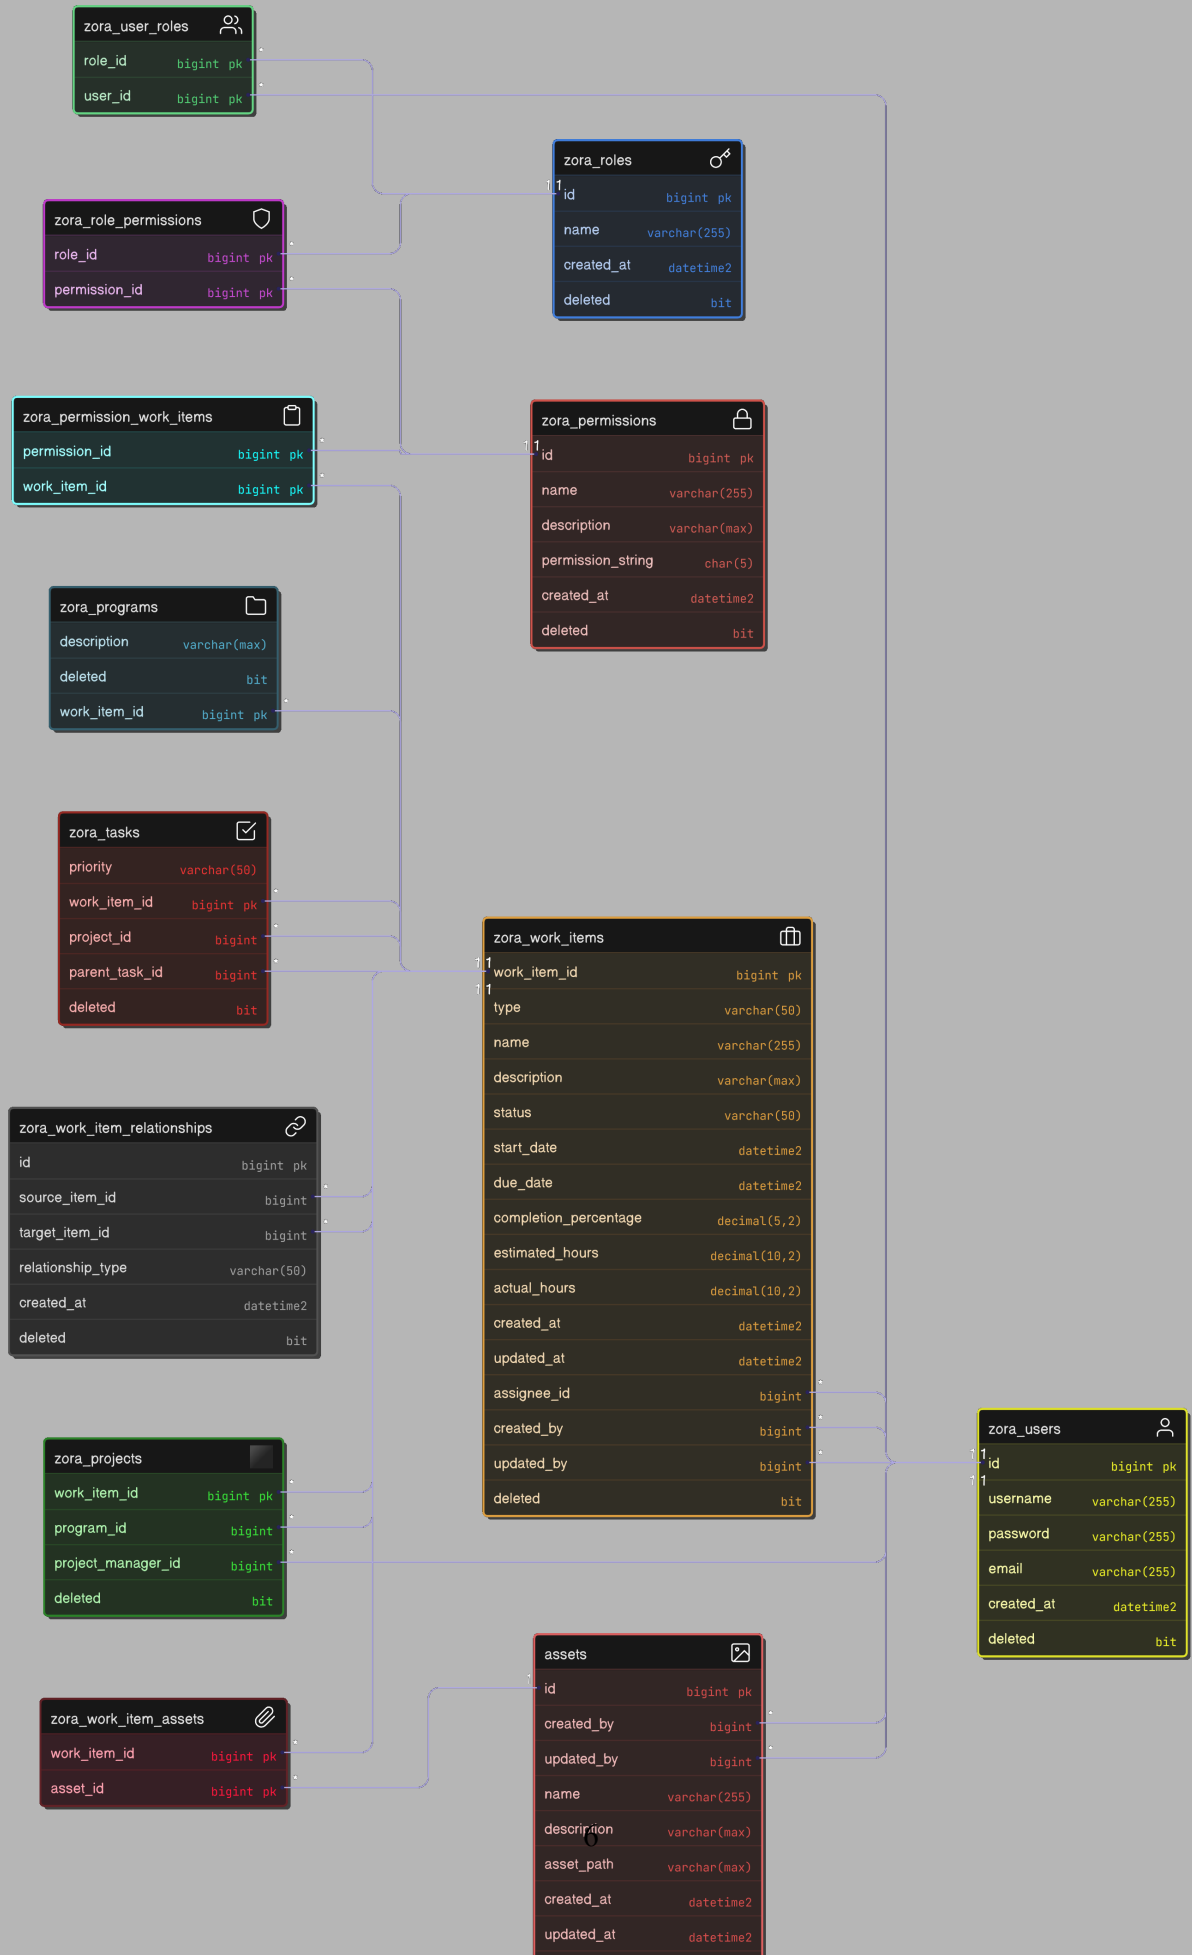 zora_user_roles
role_id bigint pk
user_id bigint pk
zora_roles
id bigint pk
name varchar(255)
created_at datetime2
deleted bit
zora_role_permissions
role_id bigint pk
permission_id bigint pk
zora_permission_work_items
permission_id bigint pk
work_item_id bigint pk
zora_permissions
id bigint pk
name varchar(255)
description varchar(max)
permission_string char(5)
created_at datetime2
deleted bit
zora_programs
description varchar(max)
deleted bit
work_item_id bigint pk
zora_tasks
priority varchar(50)
work_item_id bigint pk
project_id bigint
parent_task_id bigint
deleted bit
zora_work_items
work_item_id bigint pk
type varchar(50)
name varchar(255)
description varchar(max)
status varchar(50)
start_date datetime2
due_date datetime2
completion_percentage decimal(5,2)
estimated_hours decimal(10,2)
actual_hours decimal(10,2)
created_at datetime2
updated_at datetime2
assignee_id bigint
created_by bigint
updated_by bigint
deleted bit
zora_work_item_relationships
id bigint pk
source_item_id bigint
target_item_id bigint
relationship_type varchar(50)
created_at datetime2
deleted bit
zora_users
id bigint pk
username varchar(255)
password varchar(255)
email varchar(255)
created_at datetime2
deleted bit
zora_projects
work_item_id bigint pk
program_id bigint
project_manager_id bigint
deleted bit
assets
id bigint pk
created_by bigint
updated_by bigint
name varchar(255)
description varchar(max)
6
asset_path varchar(max)
created_at datetime2
updated_at datetime2
zora_work_item_assets
work_item_id bigint pk
asset_id bigint pk